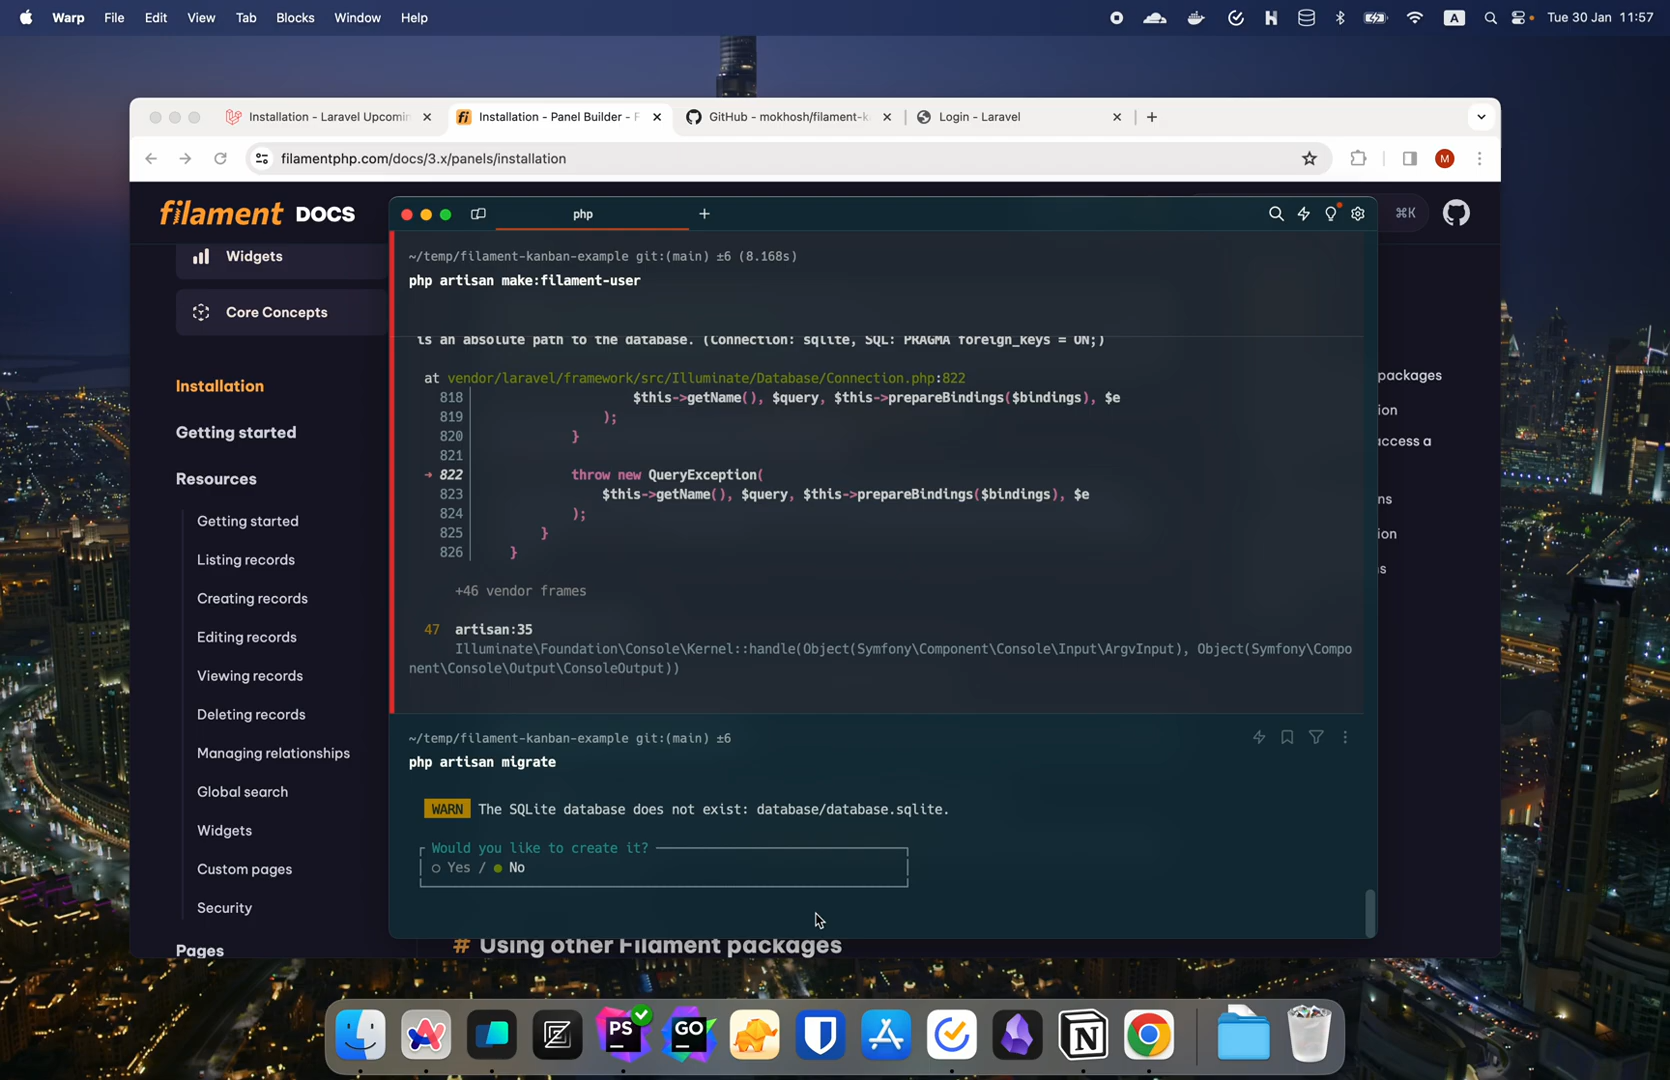 Warp File Edit View Tab Blocks Window Help
A Tue 30 Jan 11:57
Installation - Laravel Upcomin
Installation - Panel Builder - F
GitHub - mokhosh/filament-k
Login - Laravel
filamentphp.com/docs/3.x/panels/installation
M
filament DOCS
⌘K
Widgets
Core Concepts
Installation
Getting started
Resources
Getting started
Listing records
Creating records
Editing records
Viewing records
Deleting records
Managing relationships
Global search
Widgets
Custom pages
Security
Pages
php
~/temp/filament-kanban-example git:(main) ±6 (8.168s)
php artisan make:filament-user
is an absolute path to the database. (Connection: sqlite, SQL: PRAGMA foreign_keys = ON;)
at vendor/laravel/framework/src/Illuminate/Database/Connection.php:822
818 $this->getName(), $query, $this->prepareBindings($bindings), $e
819 );
820 }
821
→ 822 throw new QueryException(
823 $this->getName(), $query, $this->prepareBindings($bindings), $e
824 );
825 }
826 }
+46 vendor frames
47 artisan:35
Illuminate\Foundation\Console\Kernel::handle(Object(Symfony\Component\Console\Input\ArgvInput), Object(Symfony\Compo
nent\Console\Output\ConsoleOutput))
~/temp/filament-kanban-example git:(main) ±6
php artisan migrate
WARN The SQLite database does not exist: database/database.sqlite.
Would you like to create it?
○ Yes / ● No
packages
ion
access a
ns
ion
s
# Using other Filament packages
PS
GO